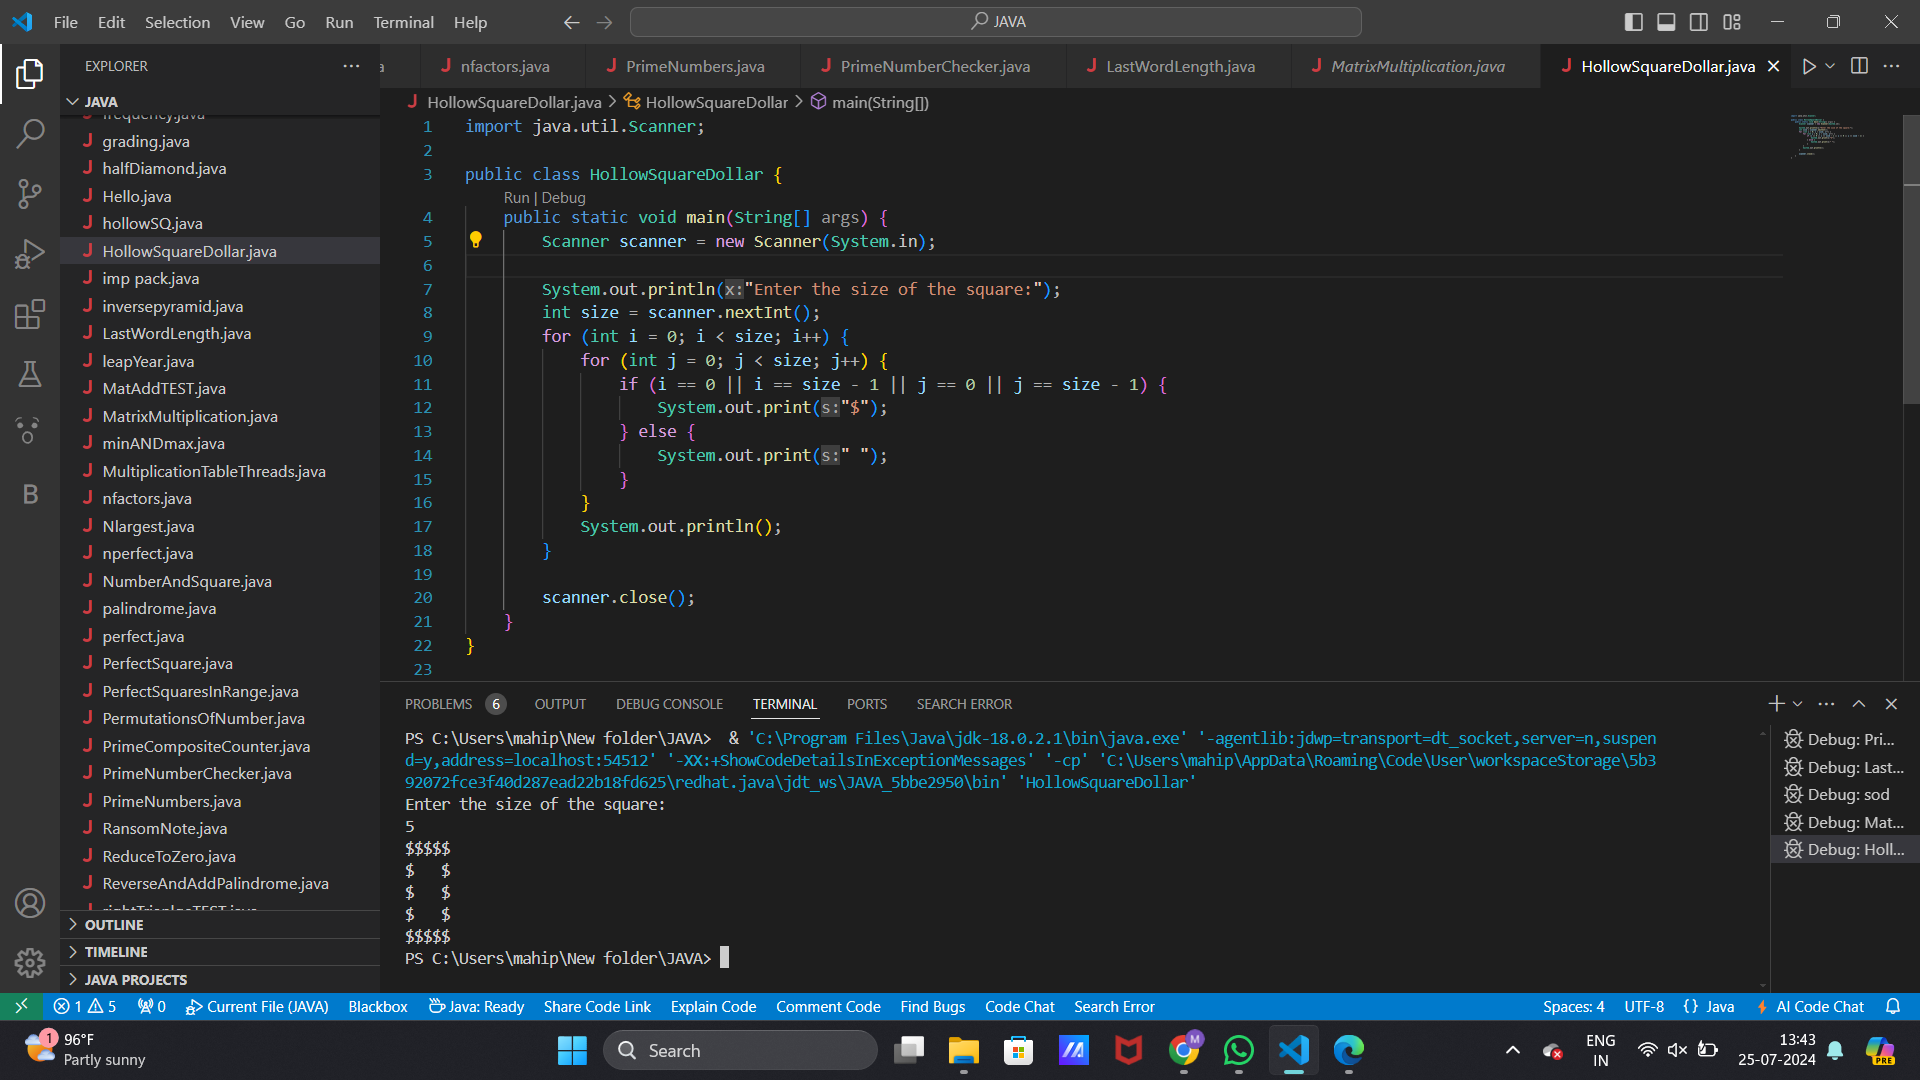 File Edit Selection View Go Run Terminal Help
JAVA
EXPLORER
JAVA
frequency.java
grading.java
halfDiamond.java
Hello.java
hollowSQ.java
HollowSquareDollar.java
imp pack.java
inversepyramid.java
LastWordLength.java
leapYear.java
MatAddTEST.java
MatrixMultiplication.java
minANDmax.java
MultiplicationTableThreads.java
nfactors.java
Nlargest.java
nperfect.java
NumberAndSquare.java
palindrome.java
perfect.java
PerfectSquare.java
PerfectSquaresInRange.java
PermutationsOfNumber.java
PrimeCompositeCounter.java
PrimeNumberChecker.java
PrimeNumbers.java
RansomNote.java
ReduceToZero.java
ReverseAndAddPalindrome.java
OUTLINE
TIMELINE
JAVA PROJECTS
nfactors.java PrimeNumbers.java PrimeNumberChecker.java LastWordLength.java MatrixMultiplication.java HollowSquareDollar.java
HollowSquareDollar.java > HollowSquareDollar > main(String[])
1 import java.util.Scanner;
2
3 public class HollowSquareDollar {
Run | Debug
4 public static void main(String[] args) {
5 Scanner scanner = new Scanner(System.in);
6
7 System.out.println(x:"Enter the size of the square:");
8 int size = scanner.nextInt();
9 for (int i = 0; i < size; i++) {
10 for (int j = 0; j < size; j++) {
11 if (i == 0 || i == size - 1 || j == 0 || j == size - 1) {
12 System.out.print(s:"$");
13 } else {
14 System.out.print(s:" ");
15 }
16 }
17 System.out.println();
18 }
19
20 scanner.close();
21 }
22 }
23
PROBLEMS 6 OUTPUT DEBUG CONSOLE TERMINAL PORTS SEARCH ERROR
PS C:\Users\mahip\New folder\JAVA> & 'C:\Program Files\Java\jdk-18.0.2.1\bin\java.exe' '-agentlib:jdwp=transport=dt_socket,server=n,suspen
d=y,address=localhost:54512' '-XX:+ShowCodeDetailsInExceptionMessages' '-cp' 'C:\Users\mahip\AppData\Roaming\Code\User\workspaceStorage\5b3
92072fce3f40d287ead22b18fd625\redhat.java\jdt_ws\JAVA_5bbe2950\bin' 'HollowSquareDollar'
Enter the size of the square:
5
$$$$$
$   $
$   $
$   $
$$$$$
PS C:\Users\mahip\New folder\JAVA>
Debug: Pri...
Debug: Last...
Debug: sod
Debug: Mat...
Debug: Holl...
1 5 0 Current File (JAVA) Blackbox Java: Ready Share Code Link Explain Code Comment Code Find Bugs Code Chat Search Error Spaces: 4 UTF-8 {} Java AI Code Chat
1 96°F
Partly sunny
Search
M
ENG
IN
13:43
25-07-2024
PRE